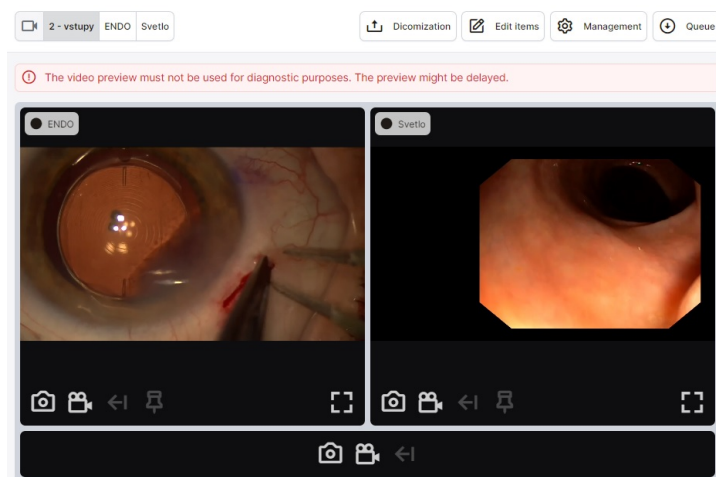 2 - vstupy ENDO Svetlo Dicomization Edit items Management Queue
The video preview must not be used for diagnostic purposes. The preview might be delayed.
ENDO Svetlo